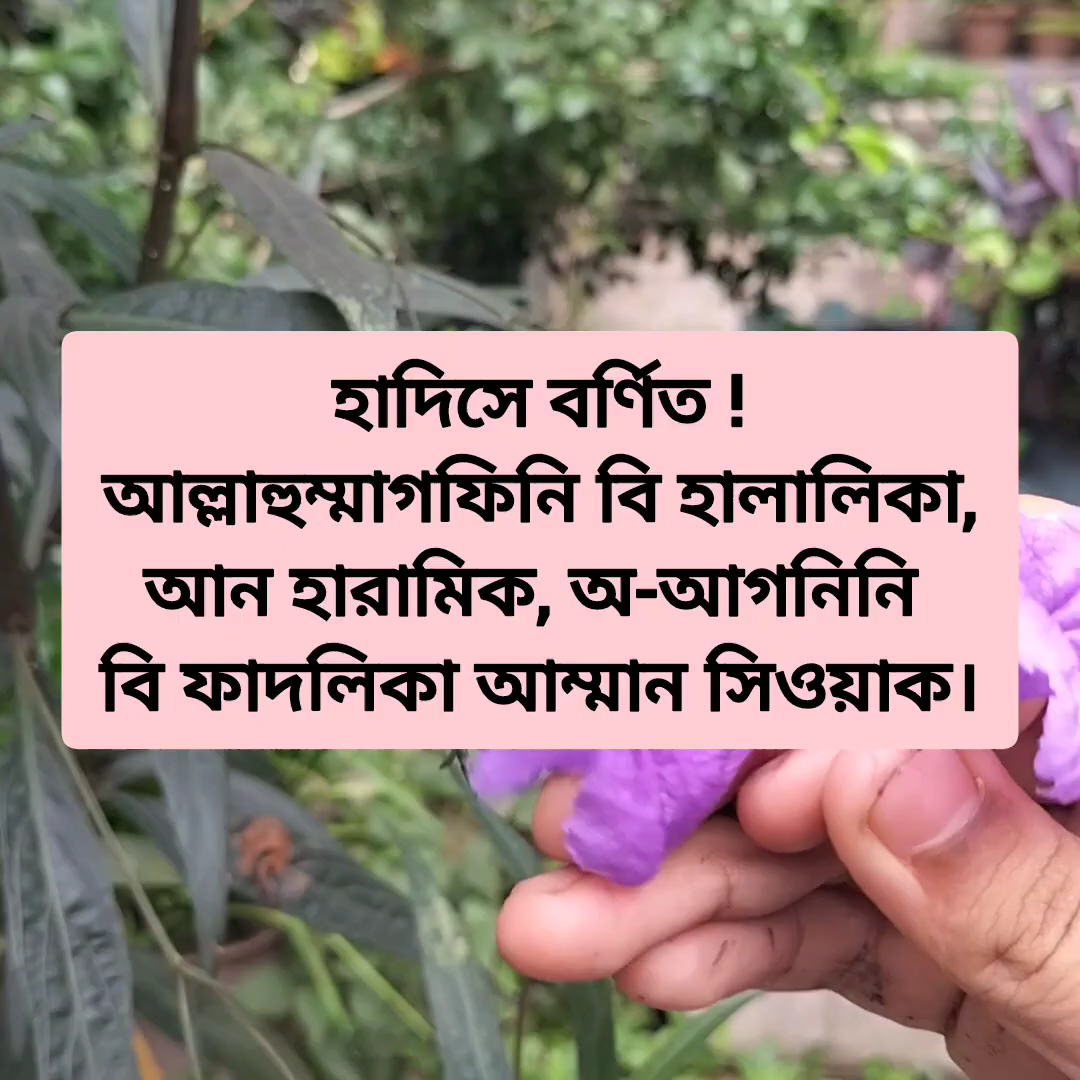 হাদিসে বর্ণিত !
আল্লাহুম্মাগফিনি বি হালালিকা,
আন হারামিক, অ-আগনিনি
বি ফাদলিকা আম্মান সিওয়াক।